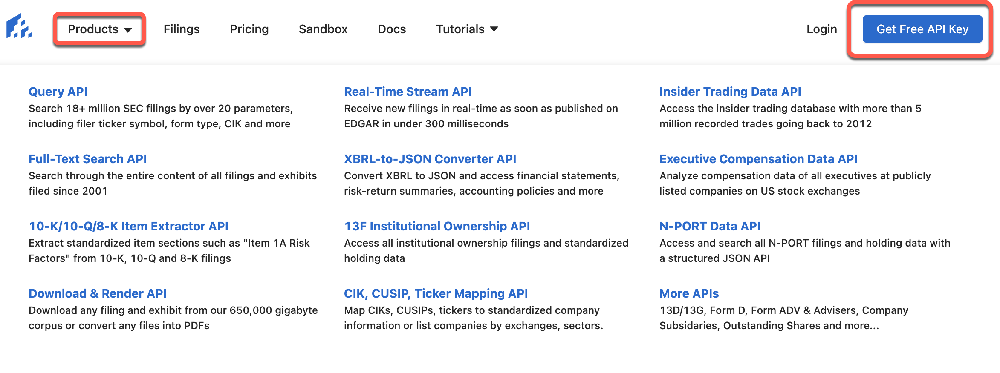 Products Filings Pricing Sandbox Docs Tutorials Login Get Free API Key
Query API
Search 18+ million SEC filings by over 20 parameters,
including filer ticker symbol, form type, CIK and more
Real-Time Stream API
Receive new filings in real-time as soon as published on
EDGAR in under 300 milliseconds
Insider Trading Data API
Access the insider trading database with more than 5
million recorded trades going back to 2012
Full-Text Search API
Search through the entire content of all filings and exhibits
filed since 2001
XBRL-to-JSON Converter API
Convert XBRL to JSON and access financial statements,
risk-return summaries, accounting policies and more
Executive Compensation Data API
Analyze compensation data of all executives at publicly
listed companies on US stock exchanges
10-K/10-Q/8-K Item Extractor API
Extract standardized item sections such as "Item 1A Risk
Factors" from 10-K, 10-Q and 8-K filings
13F Institutional Ownership API
Access all institutional ownership filings and standardized
holding data
N-PORT Data API
Access and search all N-PORT filings and holding data with
a structured JSON API
Download & Render API
Download any filing and exhibit from our 650,000 gigabyte
corpus or convert any files into PDFs
CIK, CUSIP, Ticker Mapping API
Map CIKs, CUSIPs, tickers to standardized company
information or list companies by exchanges, sectors.
More APIs
13D/13G, Form D, Form ADV & Advisers, Company
Subsidaries, Outstanding Shares and more...